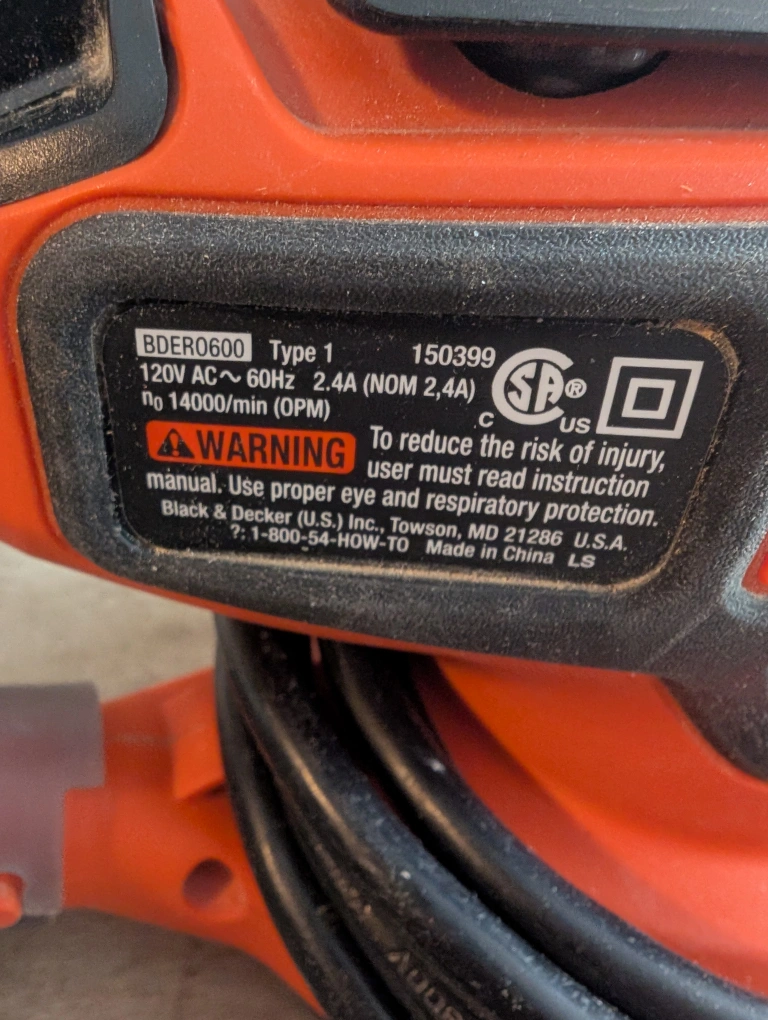 BDERO600 Type 1 150399
120V AC～ 60Hz 2.4A (NOM 2,4A)
n0 14000/min (OPM)
SA®
C US
WARNING To reduce the risk of injury,
user must read instruction
manual. Use proper eye and respiratory protection.
Black & Decker (U.S.) Inc., Towson, MD 21286 U.S.A.
?: 1-800-54-HOW-TO Made in China LS